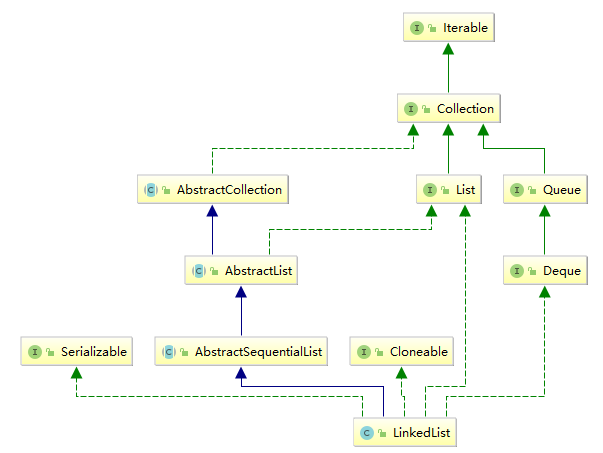 I Iterable
I Collection
C AbstractCollection
I List
I Queue
C AbstractList
I Deque
I Serializable
C AbstractSequentialList
I Cloneable
C LinkedList